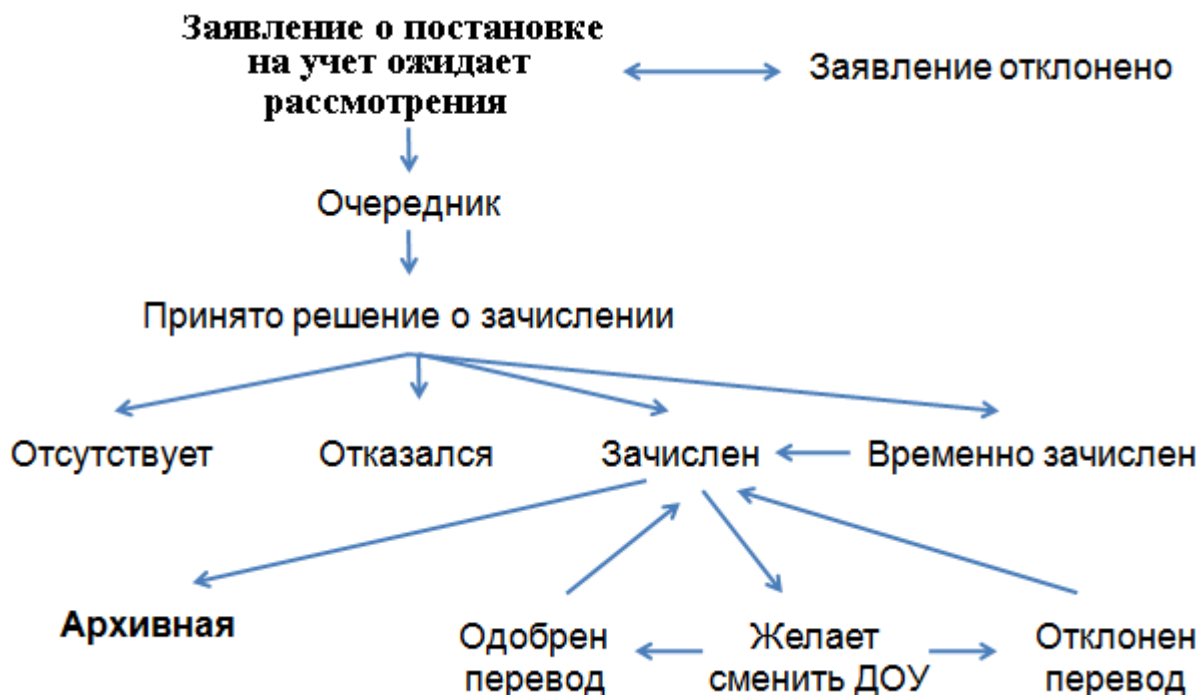 Заявление о постановке
на учет ожидает
рассмотрения
Заявление отклонено
Очередник
Принято решение о зачислении
Отсутствует
Отказался
Зачислен
Временно зачислен
Архивная
Одобрен
перевод
Желает
сменить ДОУ
Отклонен
перевод